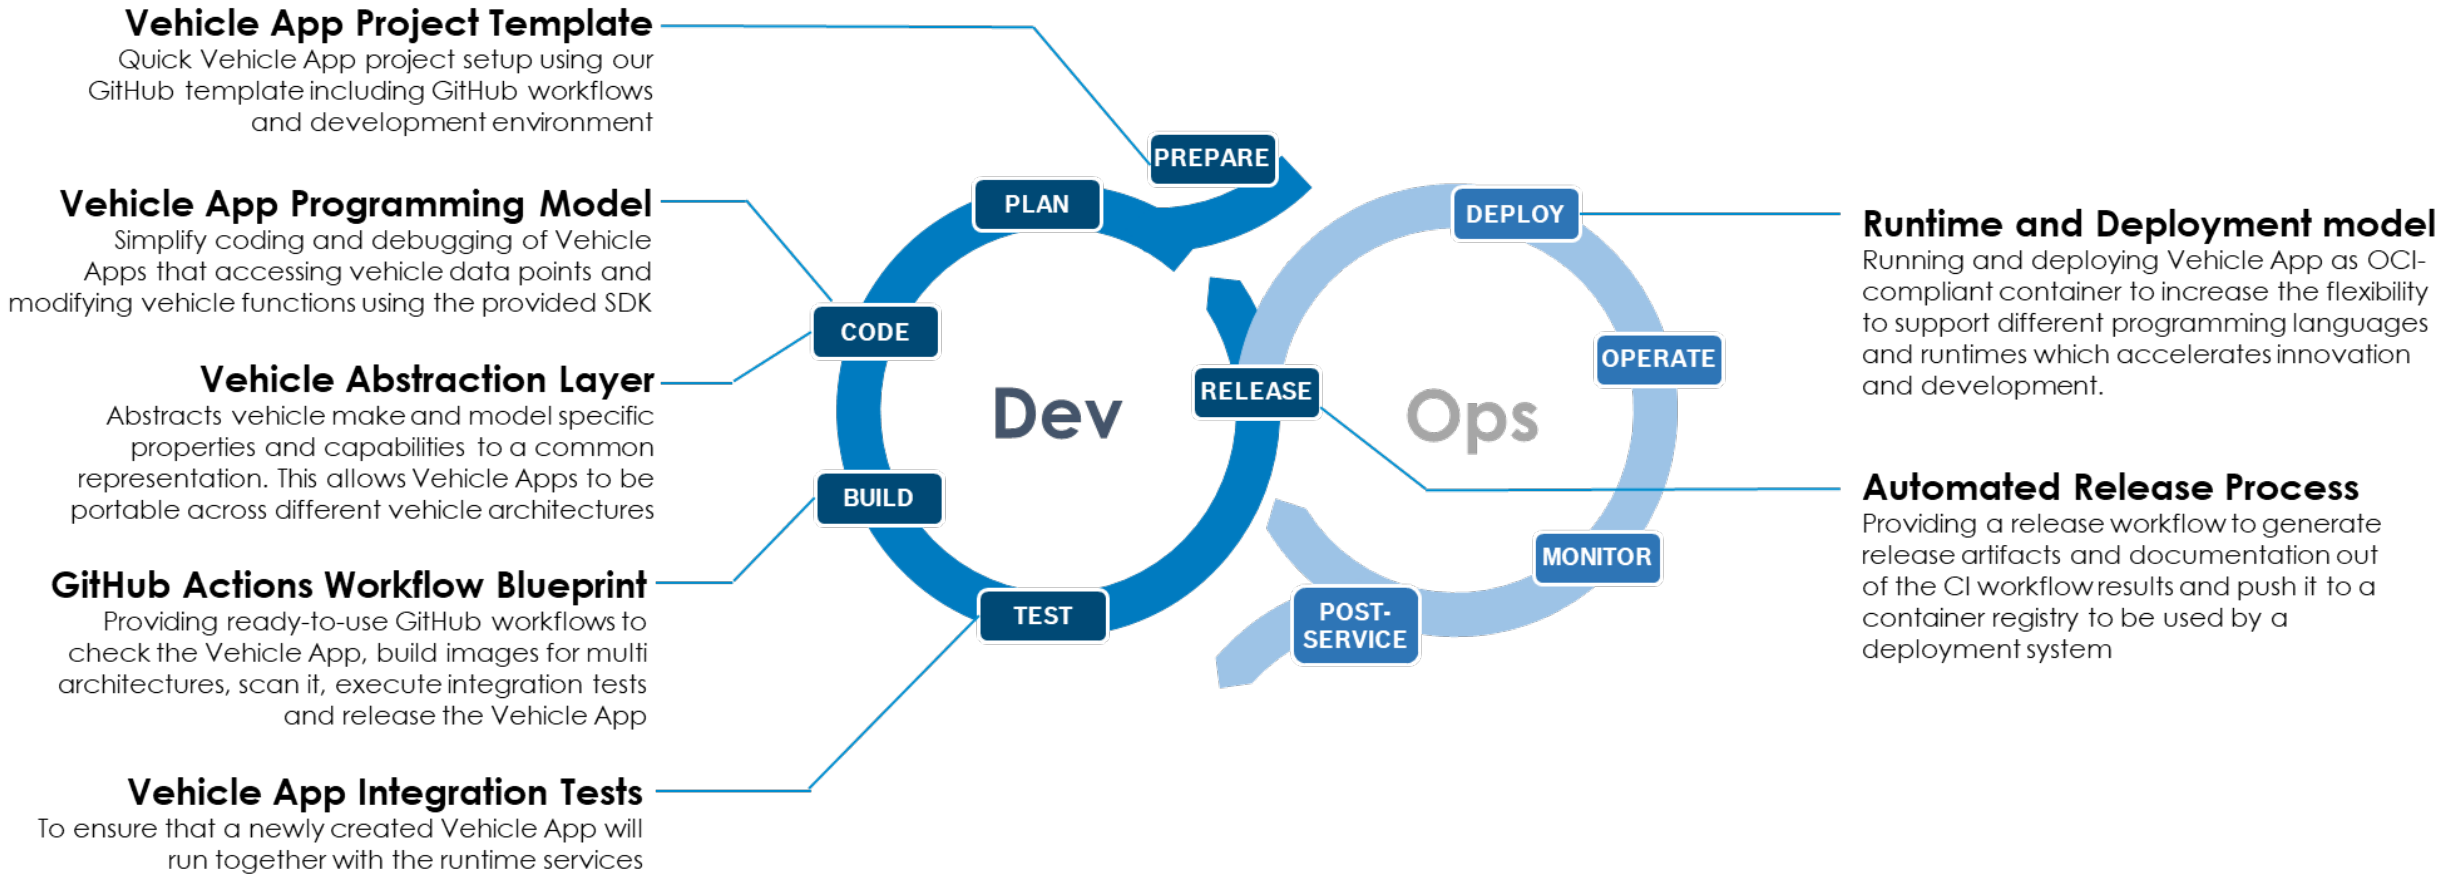 Vehicle App Project Template
Quick Vehicle App project setup using our
GitHub template including GitHub workflows
and development environment
Vehicle App Programming Model
Simplify coding and debugging of Vehicle
Apps that accessing vehicle data points and
modifying vehicle functions using the provided SDK
Vehicle Abstraction Layer
Abstracts vehicle make and model specific
properties and capabilities to a common
representation. This allows Vehicle Apps to be
portable across different vehicle architectures
GitHub Actions Workflow Blueprint
Providing ready-to-use GitHub workflows to
check the Vehicle App, build images for multi
architectures, scan it, execute integration tests
and release the Vehicle App
Vehicle App Integration Tests
To ensure that a newly created Vehicle App will
run together with the runtime services
PREPARE
PLAN
CODE
BUILD
TEST
RELEASE
Dev
Ops
DEPLOY
OPERATE
MONITOR
POST-
SERVICE
Runtime and Deployment model
Running and deploying Vehicle App as OCI-
compliant container to increase the flexibility
to support different programming languages
and runtimes which accelerates innovation
and development.
Automated Release Process
Providing a release workflow to generate
release artifacts and documentation out
of the CI workflow results and push it to a
container registry to be used by a
deployment system